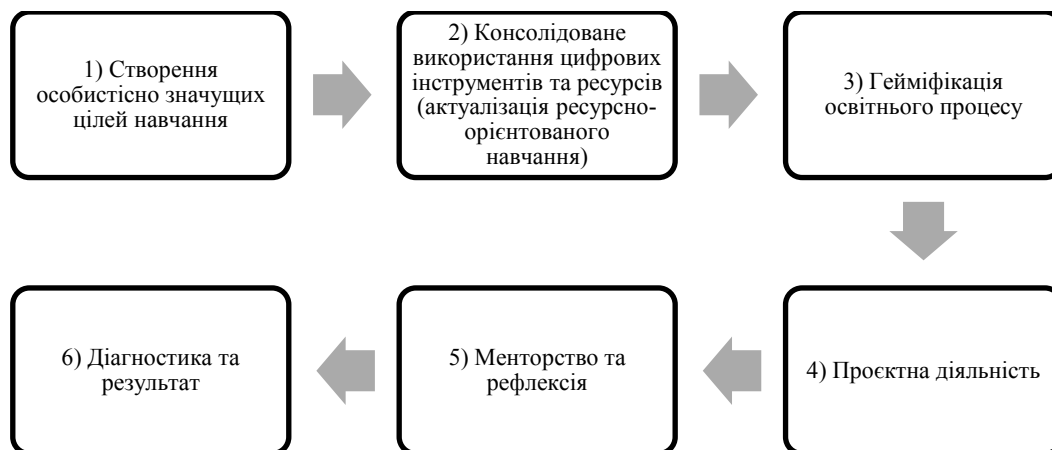 1) Створення
особистісно значущих
цілей навчання
2) Консолідоване
використання цифрових
інструментів та ресурсів
(актуалізація ресурсно-
орієнтованого
навчання)
3) Гейміфікація
освітнього процесу
4) Проєктна діяльність
5) Менторство та
рефлексія
6) Діагностика та
результат